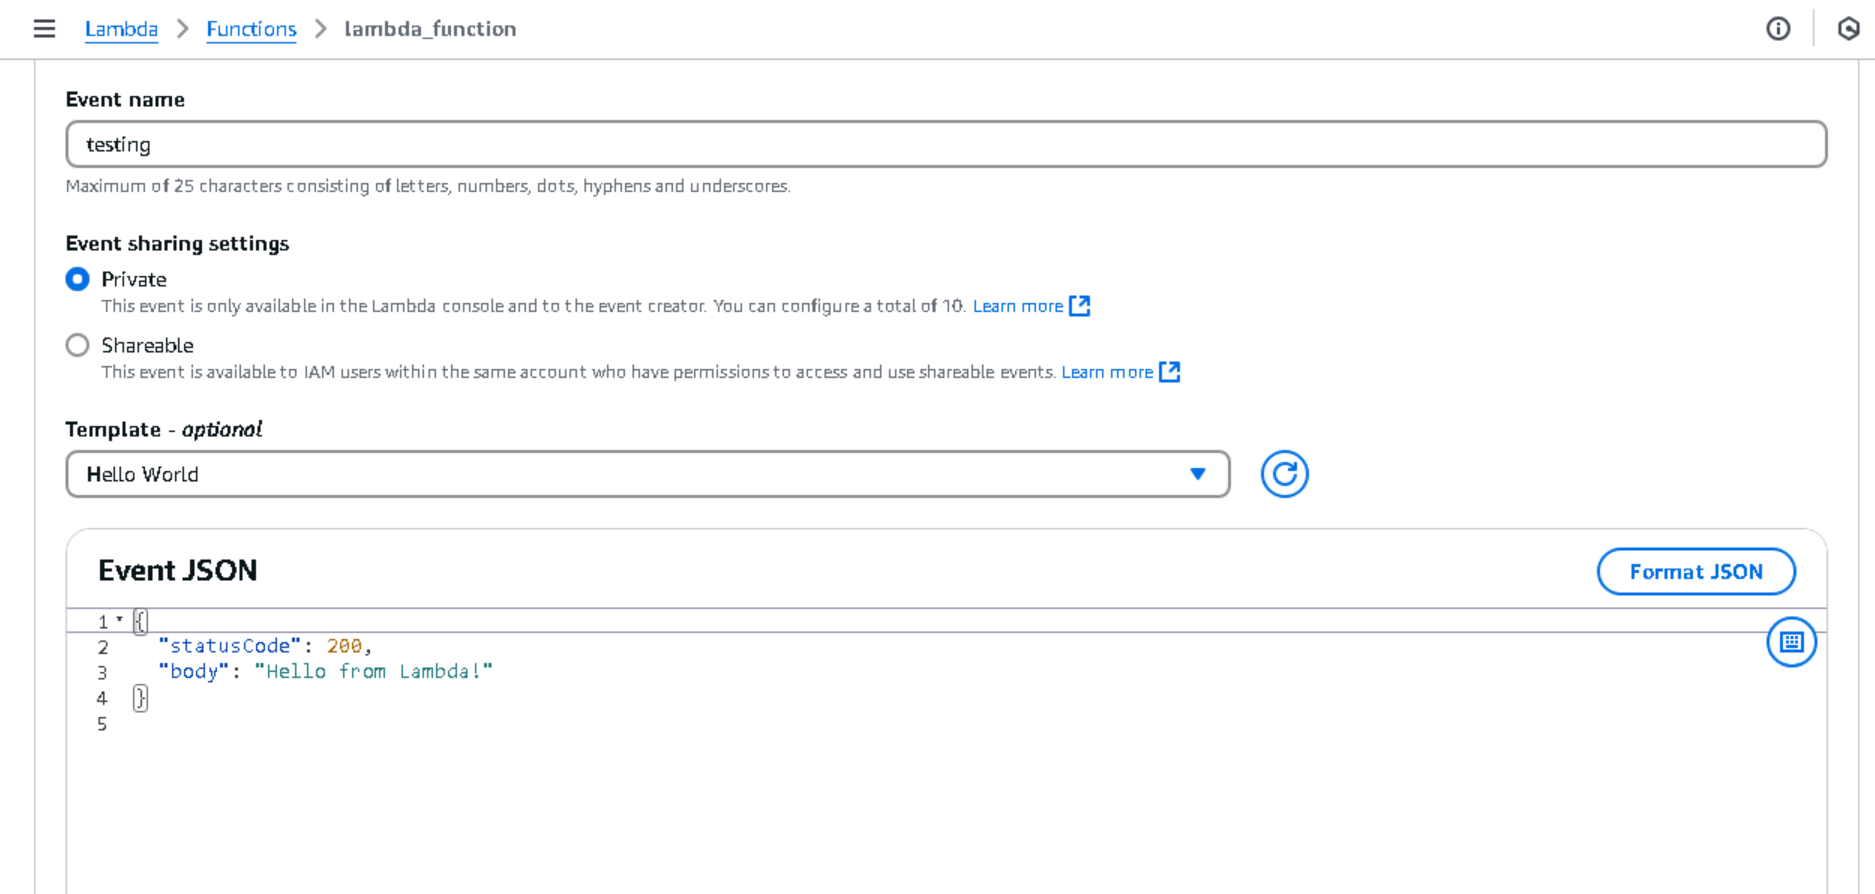 Lambda > Functions > lambda_function
Event name
testing
Maximum of 25 characters consisting of letters, numbers, dots, hyphens and underscores.
Event sharing settings
Private
This event is only available in the Lambda console and to the event creator. You can configure a total of 10. Learn more
Shareable
This event is available to IAM users within the same account who have permissions to access and use shareable events. Learn more
Template - optional
Hello World
Event JSON
Format JSON
1 {
2 "statusCode": 200,
3 "body": "Hello from Lambda!"
4 }
5